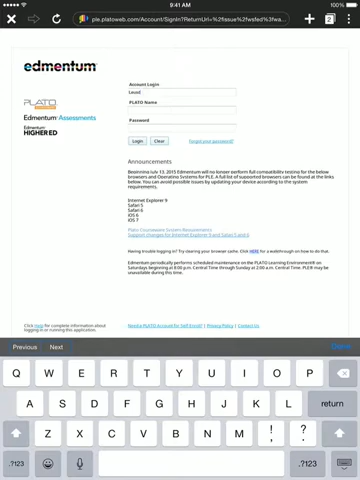 9:41 AM
100%
ple.platoweb.com/Account/SignIn?ReturnUrl=%2fissue%2fwsfed%3fwa...
2
edmentum
PLATO
Edmentum Assessments
Edmentum
HIGHER ED
Account Login
PLATO Name
Password
Login Clear Forgot your password?
Announcements
Beginning July 13, 2015 Edmentum will no longer perform full compatibility testing for the below
browsers and Operating Systems for PLE. A full list of supported browsers can be found at the links
below. You can avoid possible issues by updating your device according to the system
requirements.
Internet Explorer 9
Safari 5
Safari 6
iOS 6
iOS 7
Plato Courseware System Requirements
Support changes for Internet Explorer 9 and Safari 5 and 6
Having trouble logging in? Try clearing your browser cache. Click HERE for a walkthrough on how to do that.
Edmentum periodically performs scheduled maintenance on the PLATO Learning Environment® on
Saturdays beginning at 8:00 p.m. Central Time through Sunday at 2:00 a.m. Central Time. PLE® may be
unavailable during this time.
Click Help for complete information about
logging in or running this application.
Need a PLATO Account for Self Enroll? | Privacy Policy | Contact Us
Previous Next
Q W E R T Y U I O P
A S D F G H J K L return
Z X C V B N M ! , ? .
.?123 .?123